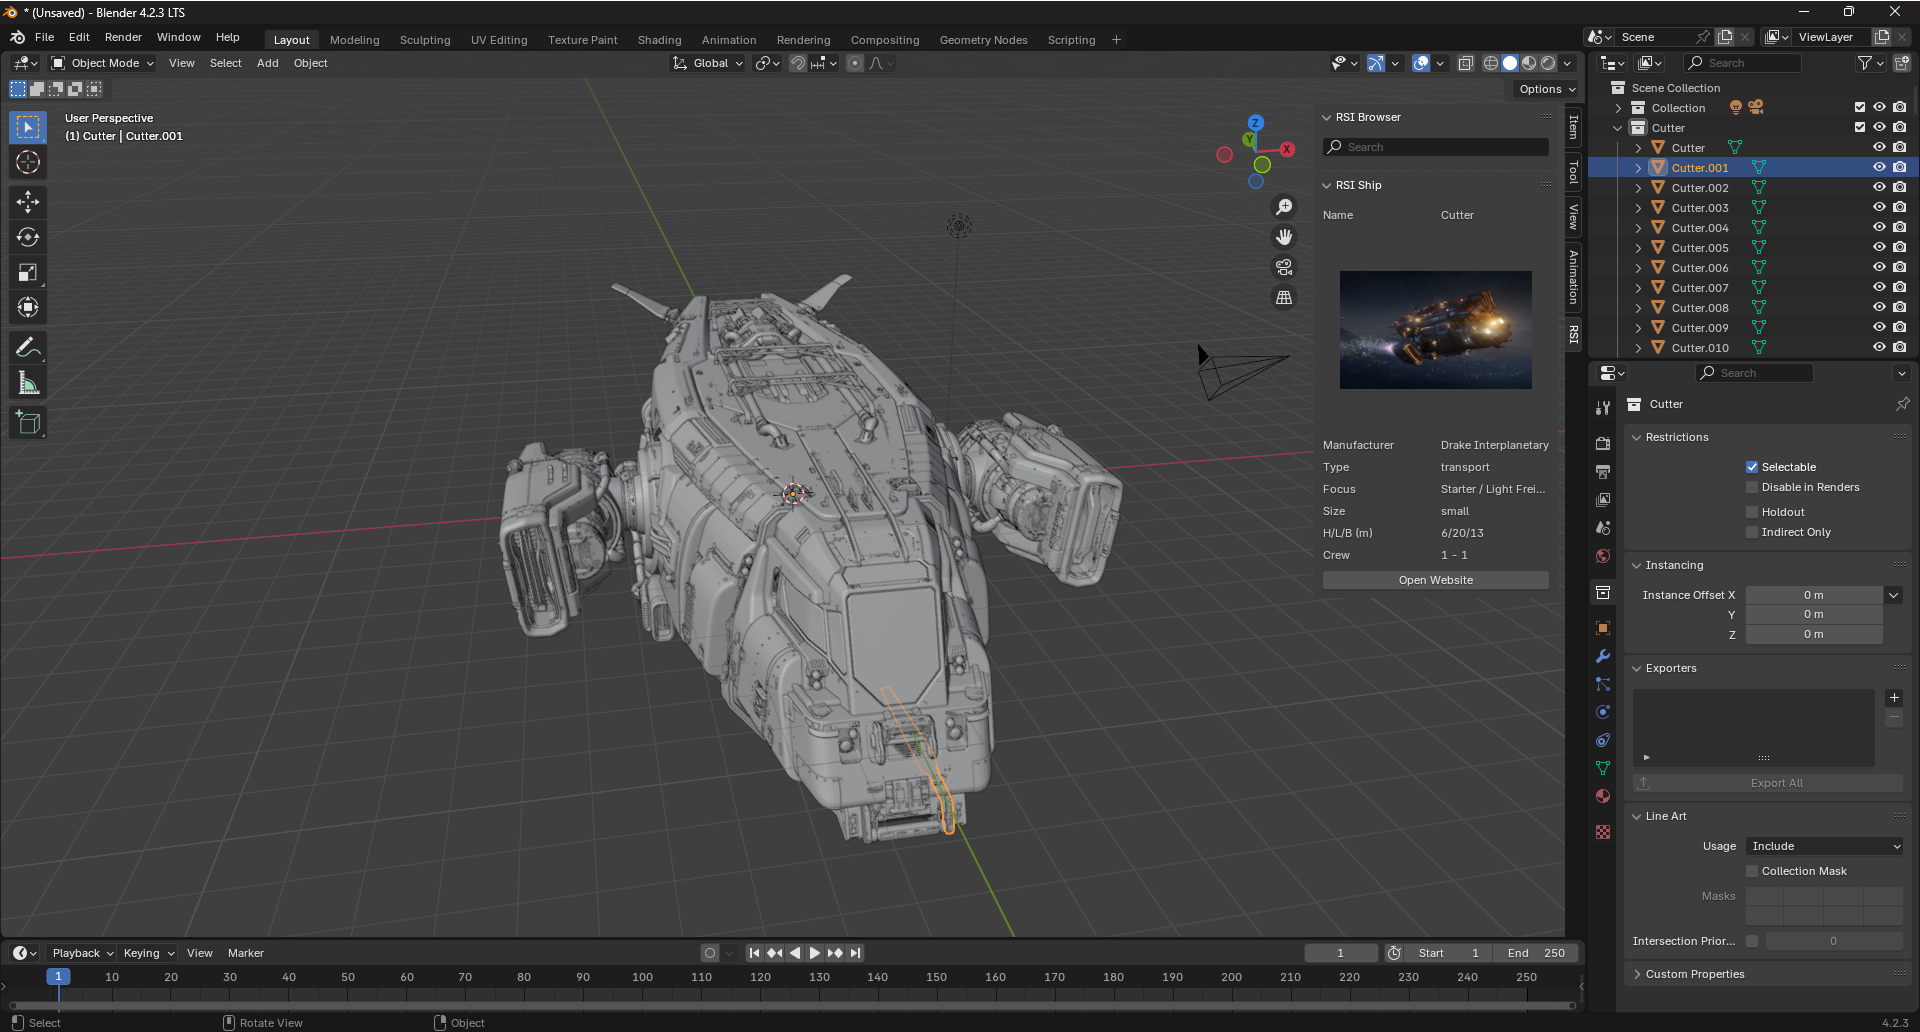 * (Unsaved) - Blender 4.2.3 LTS
File Edit Render Window Help
Layout Modeling Sculpting UV Editing Texture Paint Shading Animation Rendering Compositing Geometry Nodes Scripting +
Scene ViewLayer
Object Mode View Select Add Object
Global
Search
Options
User Perspective
(1) Cutter | Cutter.001
Z
Y
X
Item
Tool
View
Animation
RSI
RSI Browser
Search
RSI Ship
Name Cutter
Manufacturer Drake Interplanetary
Type transport
Focus Starter / Light Frei...
Size small
H/L/B (m) 6/20/13
Crew 1 - 1
Open Website
Scene Collection
Collection
Cutter
Cutter
Cutter.001
Cutter.002
Cutter.003
Cutter.004
Cutter.005
Cutter.006
Cutter.007
Cutter.008
Cutter.009
Cutter.010
Search
Cutter
Restrictions
Selectable
Disable in Renders
Holdout
Indirect Only
Instancing
Instance Offset X 0 m
Y 0 m
Z 0 m
Exporters
Export All
Line Art
Usage Include
Collection Mask
Masks
Intersection Prior... 0
Custom Properties
Playback Keying View Marker
1 Start 1 End 250
1 10 20 30 40 50 60 70 80 90 100 110 120 130 140 150 160 170 180 190 200 210 220 230 240 250
Select Rotate View Object
4.2.3